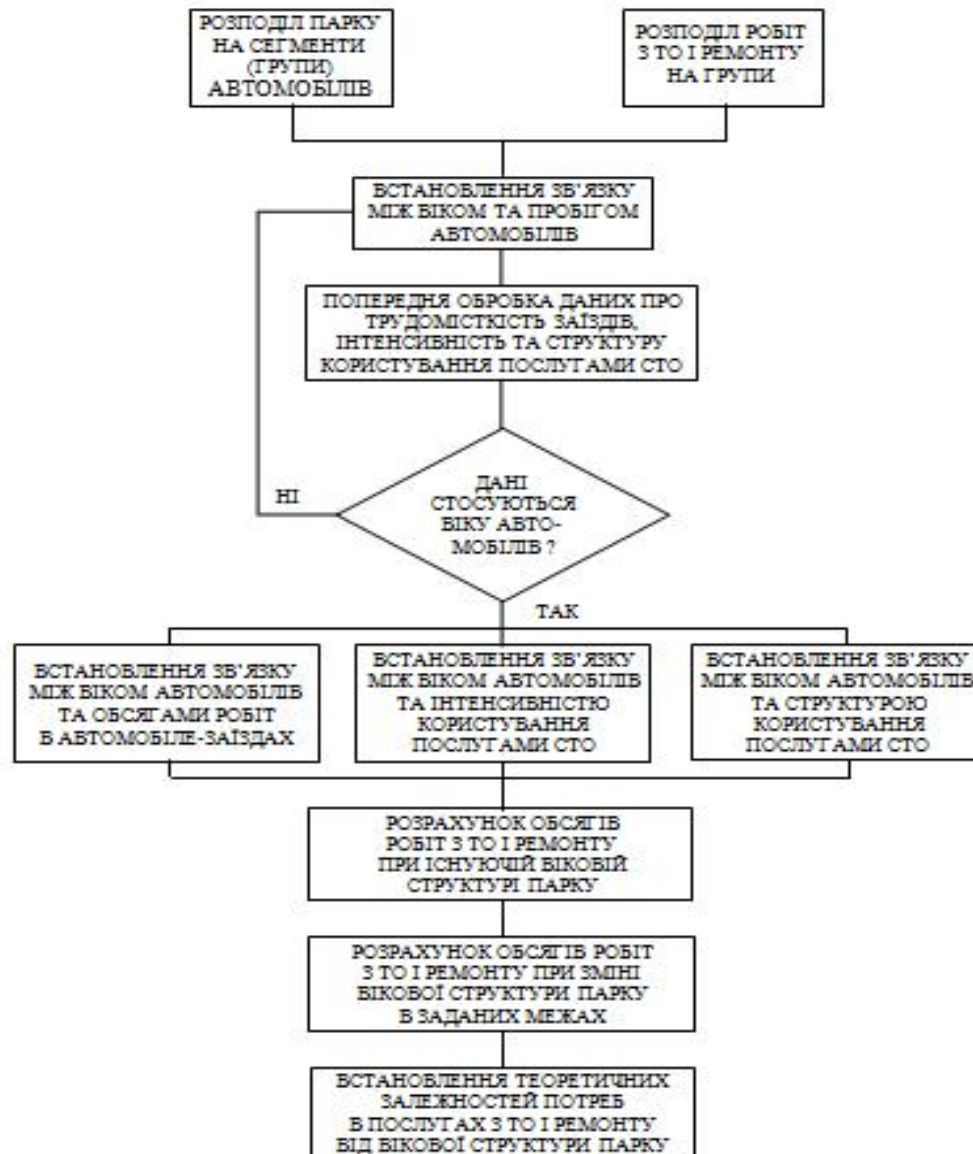 РОЗПОДІЛ ПАРКУ
НА СЕГМЕНТИ
(ГРУПИ)
АВТОМОБІЛІВ
РОЗПОДІЛ РОБІТ
З ТО І РЕМОНТУ
НА ГРУПИ
ВСТАНОВЛЕННЯ ЗВ'ЯЗКУ
МІЖ ВІКОМ ТА ПРОБІГОМ
АВТОМОБІЛІВ
ПОПЕРЕДНЯ ОБРОБКА ДАНИХ ПРО
ТРУДОМІСТКІСТЬ ЗАЇЗДІВ,
ІНТЕНСИВНІСТЬ ТА СТРУКТУРУ
КОРИСТУВАННЯ ПОСЛУГАМИ СТО
НІ
ДАНІ
СТОСУЮТЬСЯ
ВІКУ АВТО-
МОБІЛІВ ?
ТАК
ВСТАНОВЛЕННЯ ЗВ'ЯЗКУ
МІЖ ВІКОМ АВТОМОБІЛІВ
ТА ОБСЯГАМИ РОБІТ
В АВТОМОБІЛЕ-ЗАЇЗДАХ
ВСТАНОВЛЕННЯ ЗВ'ЯЗКУ
МІЖ ВІКОМ АВТОМОБІЛІВ
ТА ІНТЕНСИВНІСТЮ
КОРИСТУВАННЯ
ПОСЛУГАМИ СТО
ВСТАНОВЛЕННЯ ЗВ'ЯЗКУ
МІЖ ВІКОМ АВТОМОБІЛІВ
ТА СТРУКТУРОЮ
КОРИСТУВАННЯ
ПОСЛУГАМИ СТО
РОЗРАХУНОК ОБСЯГІВ
РОБІТ З ТО І РЕМОНТУ
ПРИ ІСНУЮЧІЙ ВІКОВІЙ
СТРУКТУРІ ПАРКУ
РОЗРАХУНОК ОБСЯГІВ РОБІТ
З ТО І РЕМОНТУ ПРИ ЗМІНІ
ВІКОВОЇ СТРУКТУРИ ПАРКУ
В ЗАДАНИХ МЕЖАХ
ВСТАНОВЛЕННЯ ТЕОРЕТИЧНИХ
ЗАЛЕЖНОСТЕЙ ПОТРЕБ
В ПОСЛУГАХ З ТО І РЕМОНТУ
ВІД ВІКОВОЇ СТРУКТУРИ ПАРКУ